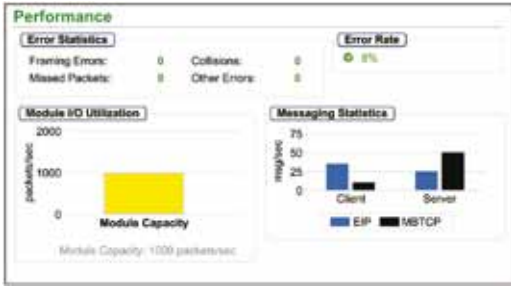 Performance
Error Statistics
Framing Errors: 0 Collisions: 0
Missed Packets: 0 Other Errors: 0
Error Rate
0%
Module I/O Utilization
2000
1000
0
packets/sec
Module Capacity
Module Capacity: 1000 packets/sec
Messaging Statistics
75
50
25
0
msg/sec
Client Server
EIP MBTCP